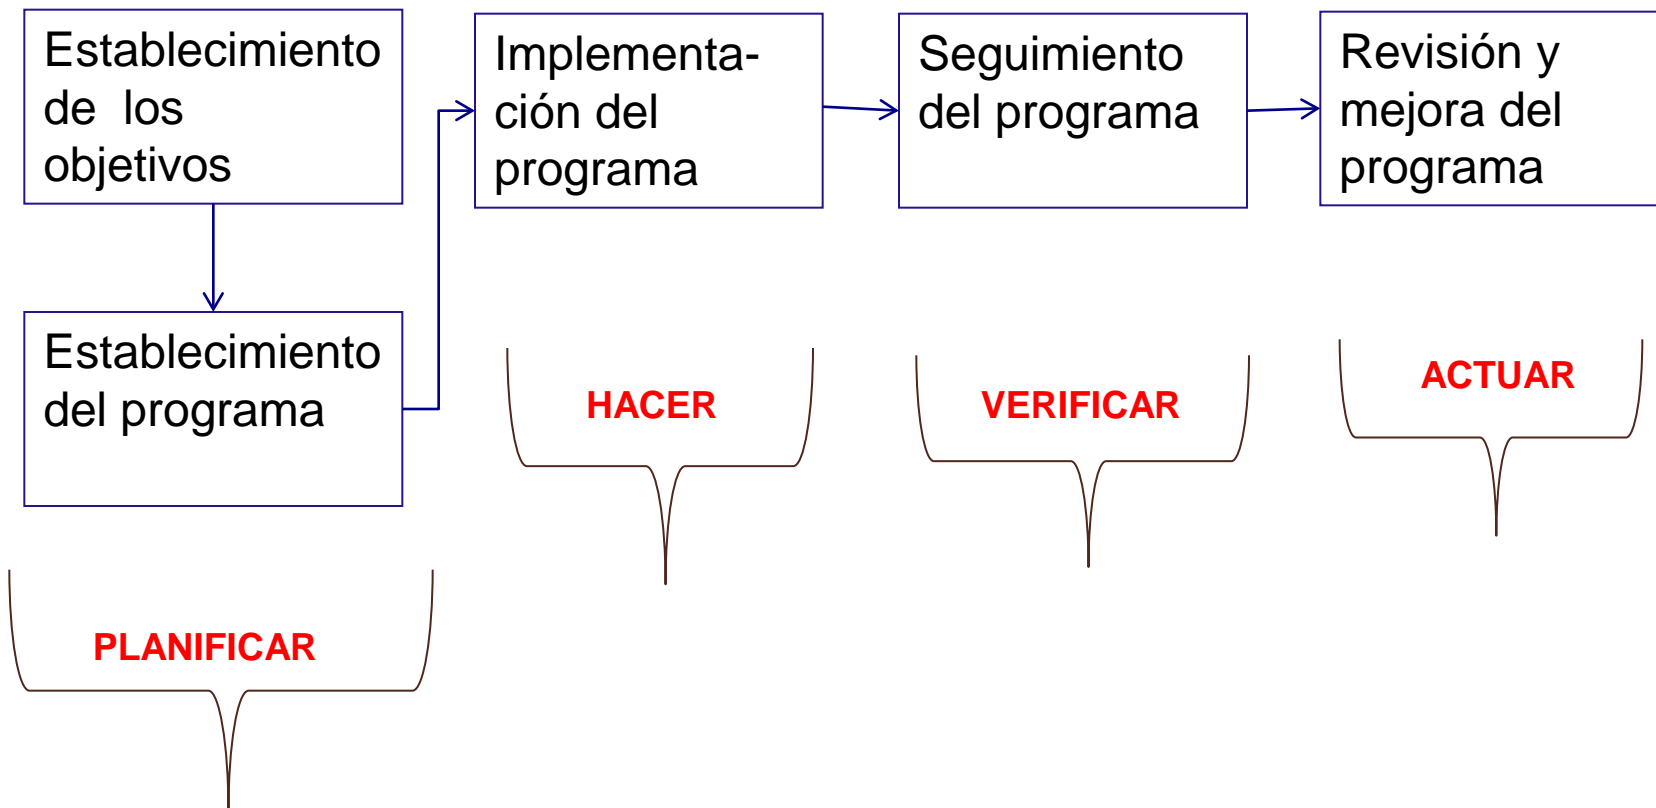 Establecimiento
de los
objetivos
Establecimiento
del programa
Implementa-
ción del
programa
Seguimiento
del programa
Revisión y
mejora del
programa
PLANIFICAR
HACER
VERIFICAR
ACTUAR